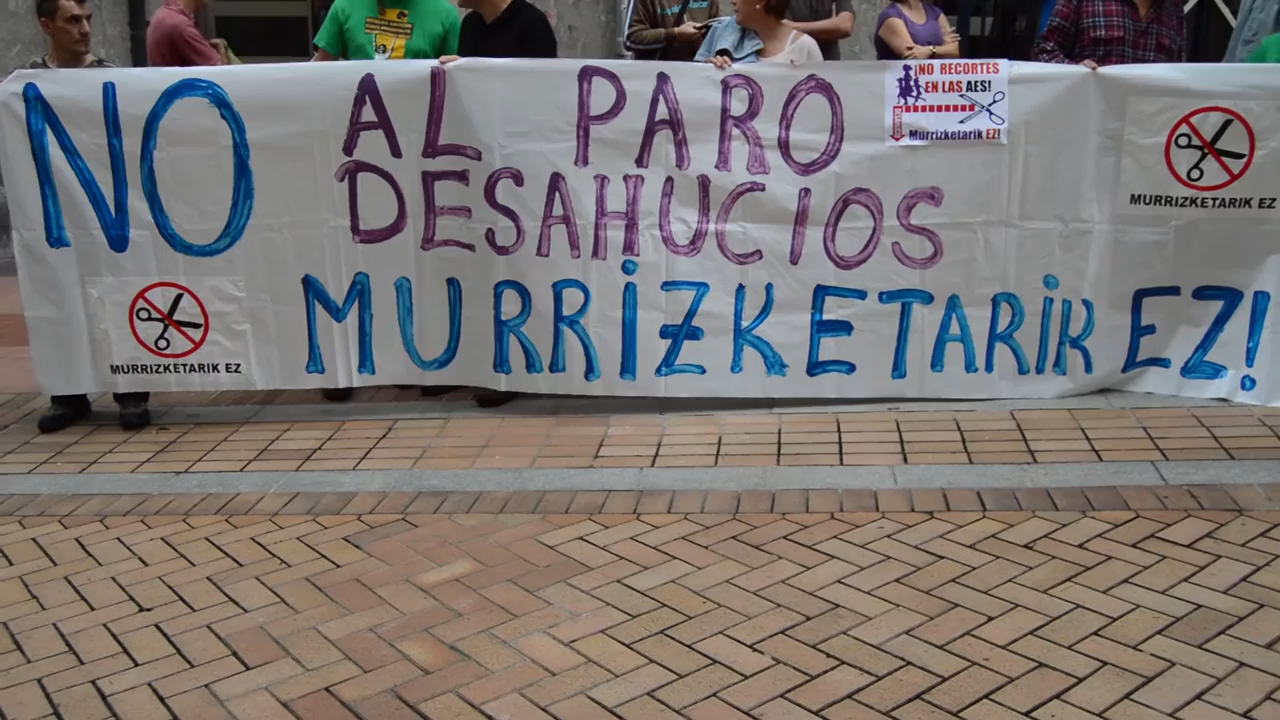 NO AL PARO
DESAHUCIOS
MURRIZKETARIK EZ!
¡NO RECORTES
EN LAS AES!
Murrizketarik EZ!
MURRIZKETARIK EZ
MURRIZKETARIK EZ